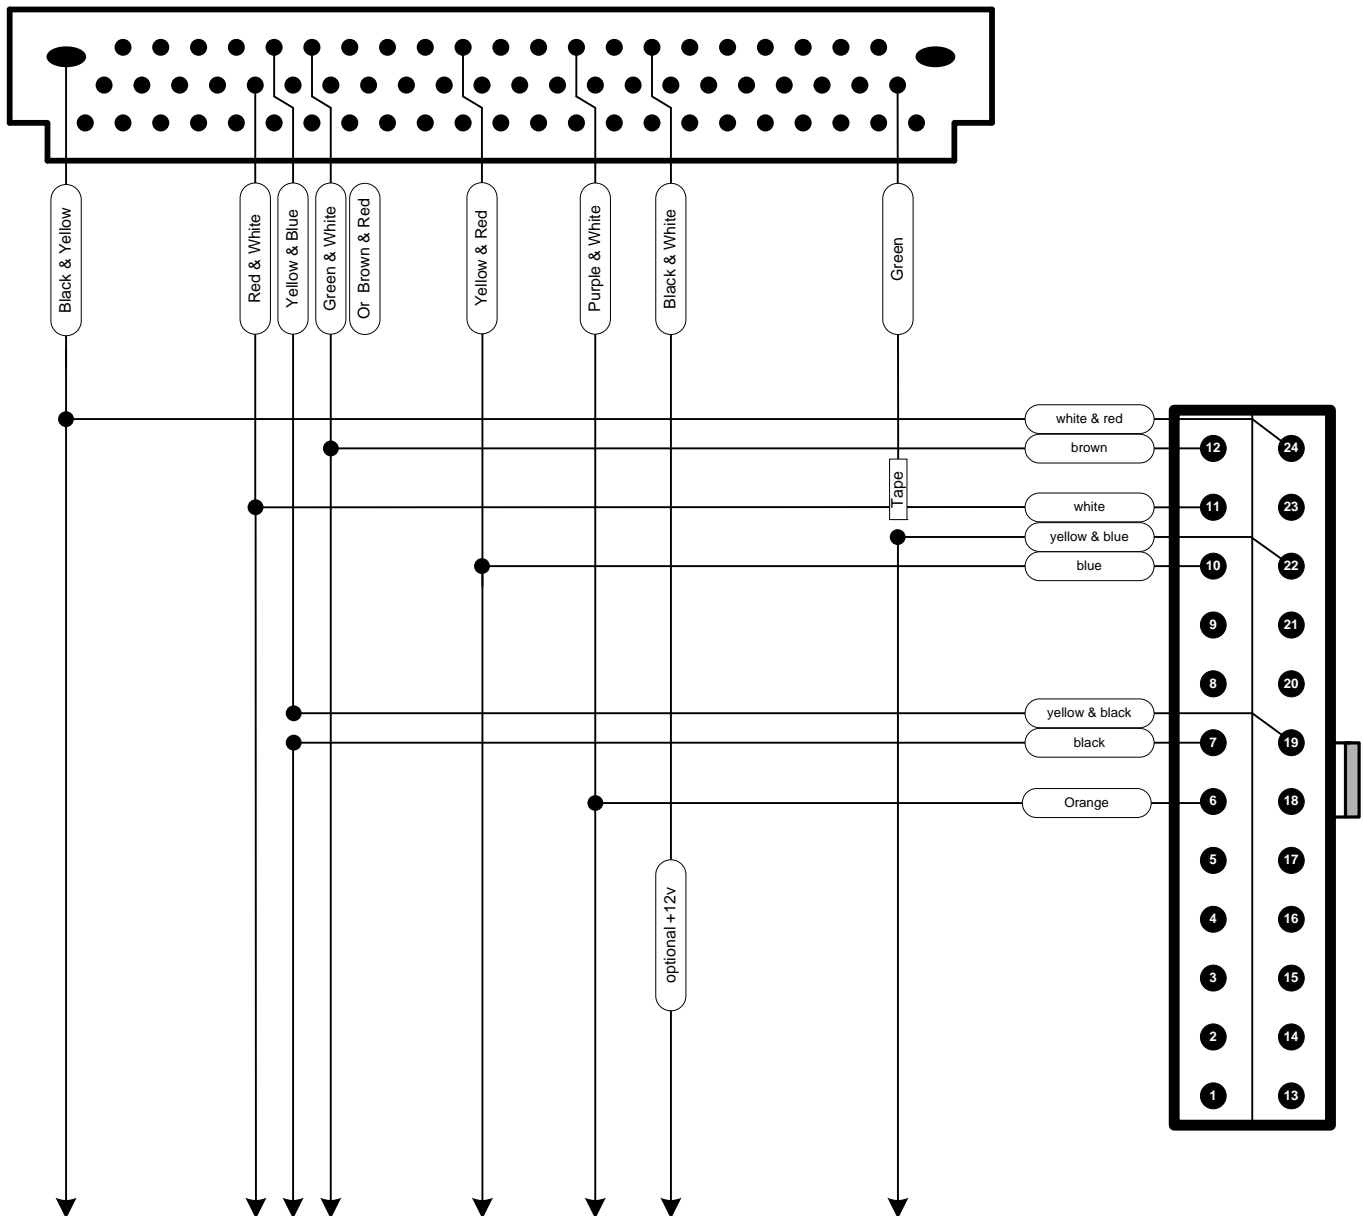 Black & Yellow
Red & White
Yellow & Blue
Green & White
Or Brown & Red
Yellow & Red
Purple & White
Black & White
Green
white & red
brown
12
24
Tape
white
11
23
yellow & blue
blue
10
22
9
21
8
20
yellow & black
black
7
19
Orange
6
18
5
17
optional +12v
4
16
3
15
2
14
1
13